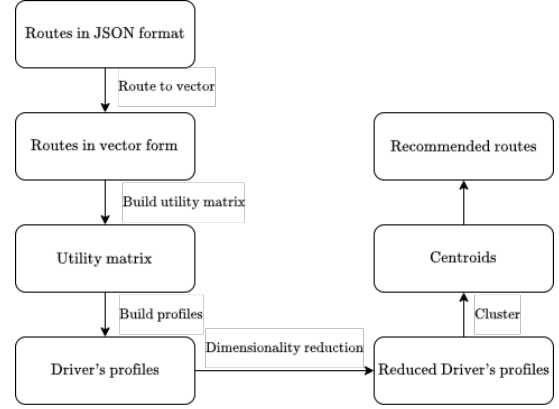 Routes in JSON format
Route to vector
Routes in vector form
Build utility matrix
Utility matrix
Build profiles
Driver's profiles
Dimensionality reduction
Reduced Driver's profiles
Cluster
Centroids
Recommended routes